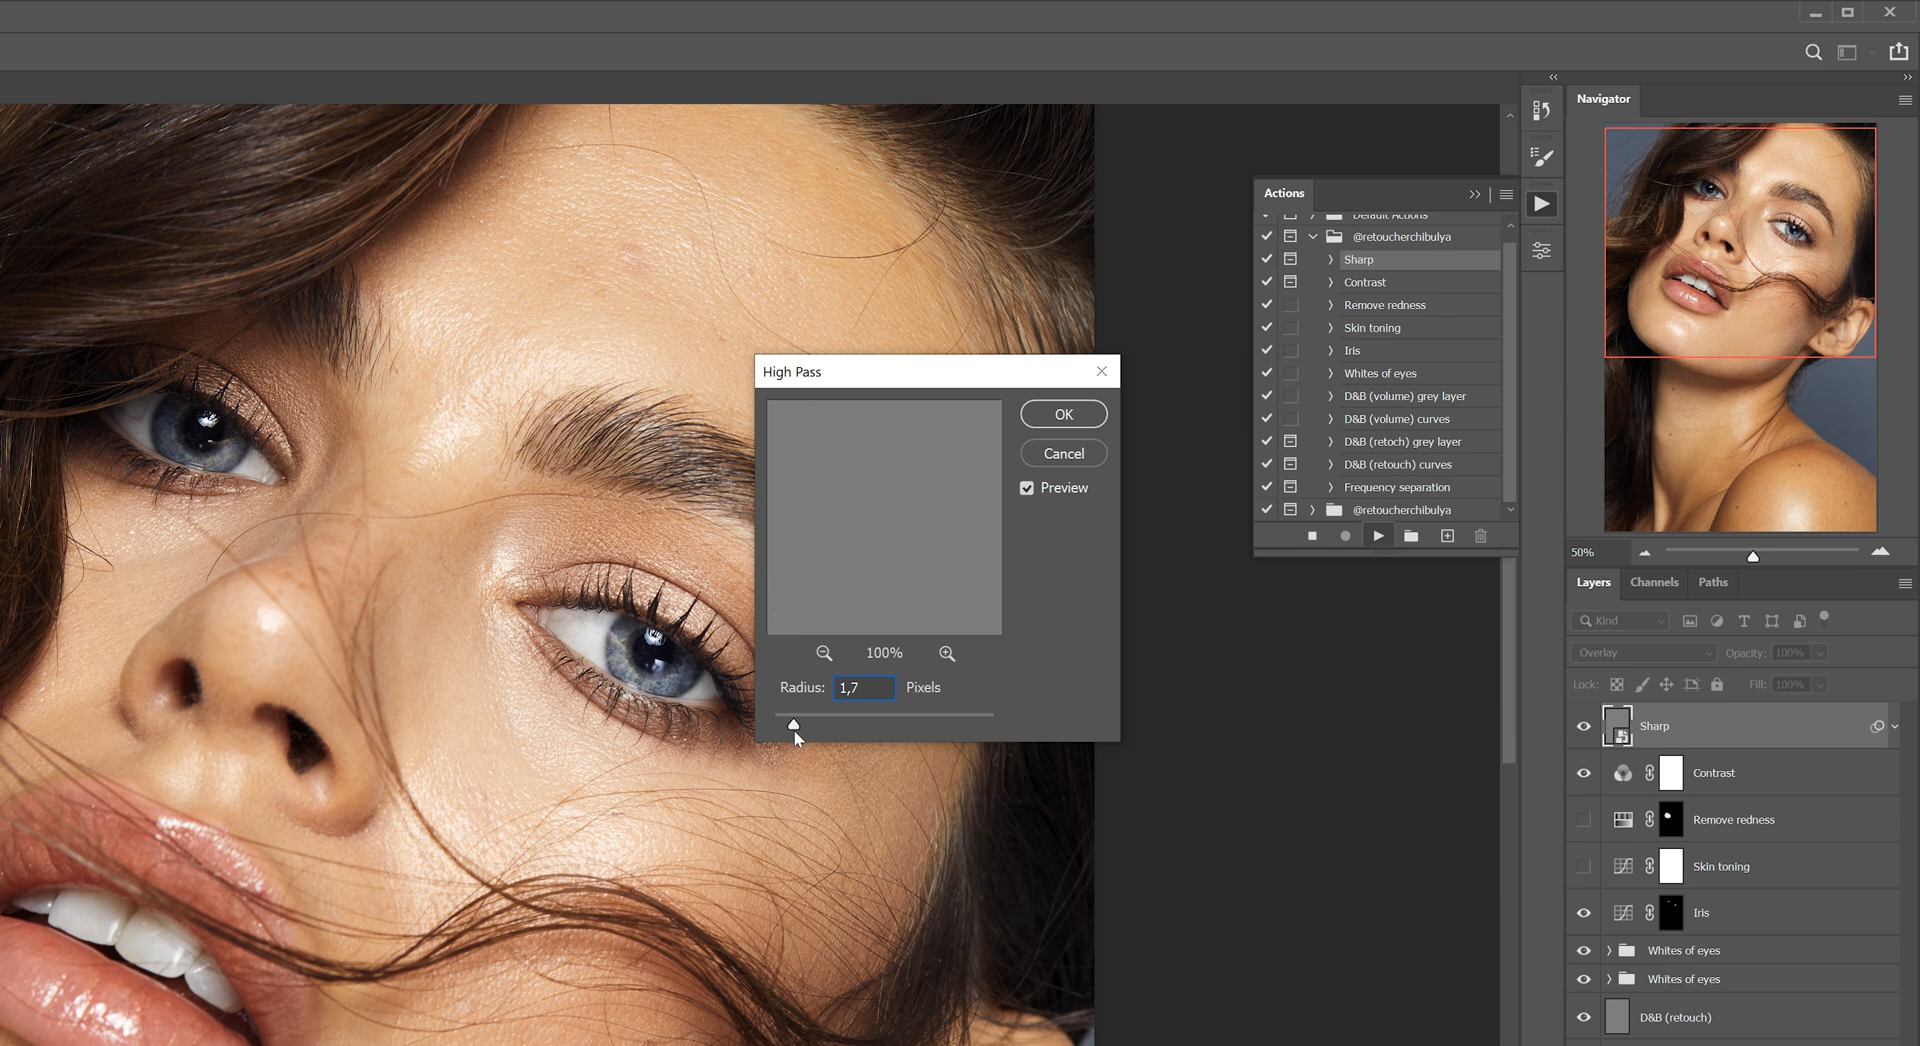 Navigator
Actions
Default Actions
@retoucherchibulya
Sharp
Contrast
Remove redness
Skin toning
Iris
Whites of eyes
D&B (volume) grey layer
D&B (volume) curves
D&B (retoch) grey layer
D&B (retouch) curves
Frequency separation
@retoucherchibulya
High Pass
OK
Cancel
Preview
100%
Radius: 1,7 Pixels
50%
Layers Channels Paths
Kind
Overlay Opacity: 100%
Lock: Fill: 100%
Sharp
Contrast
Remove redness
Skin toning
Iris
Whites of eyes
Whites of eyes
D&B (retouch)